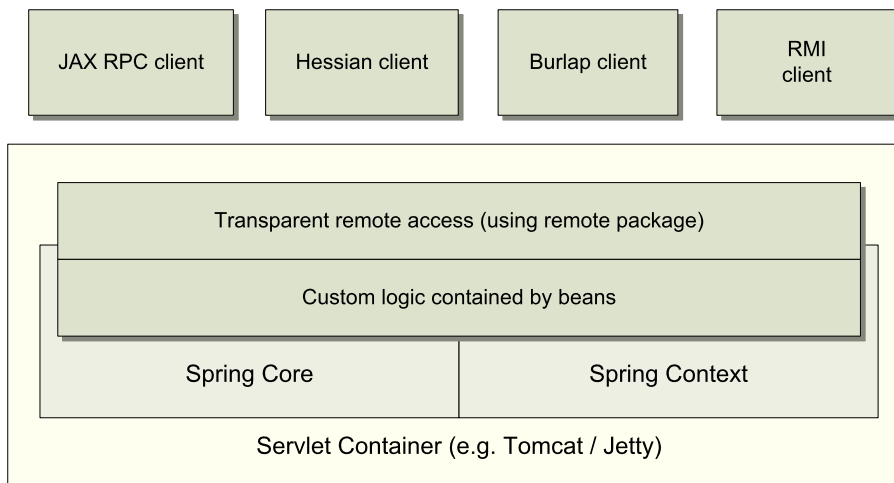 JAX RPC client
Hessian client
Burlap client
RMI
client
Transparent remote access (using remote package)
Custom logic contained by beans
Spring Core
Spring Context
Servlet Container (e.g. Tomcat / Jetty)